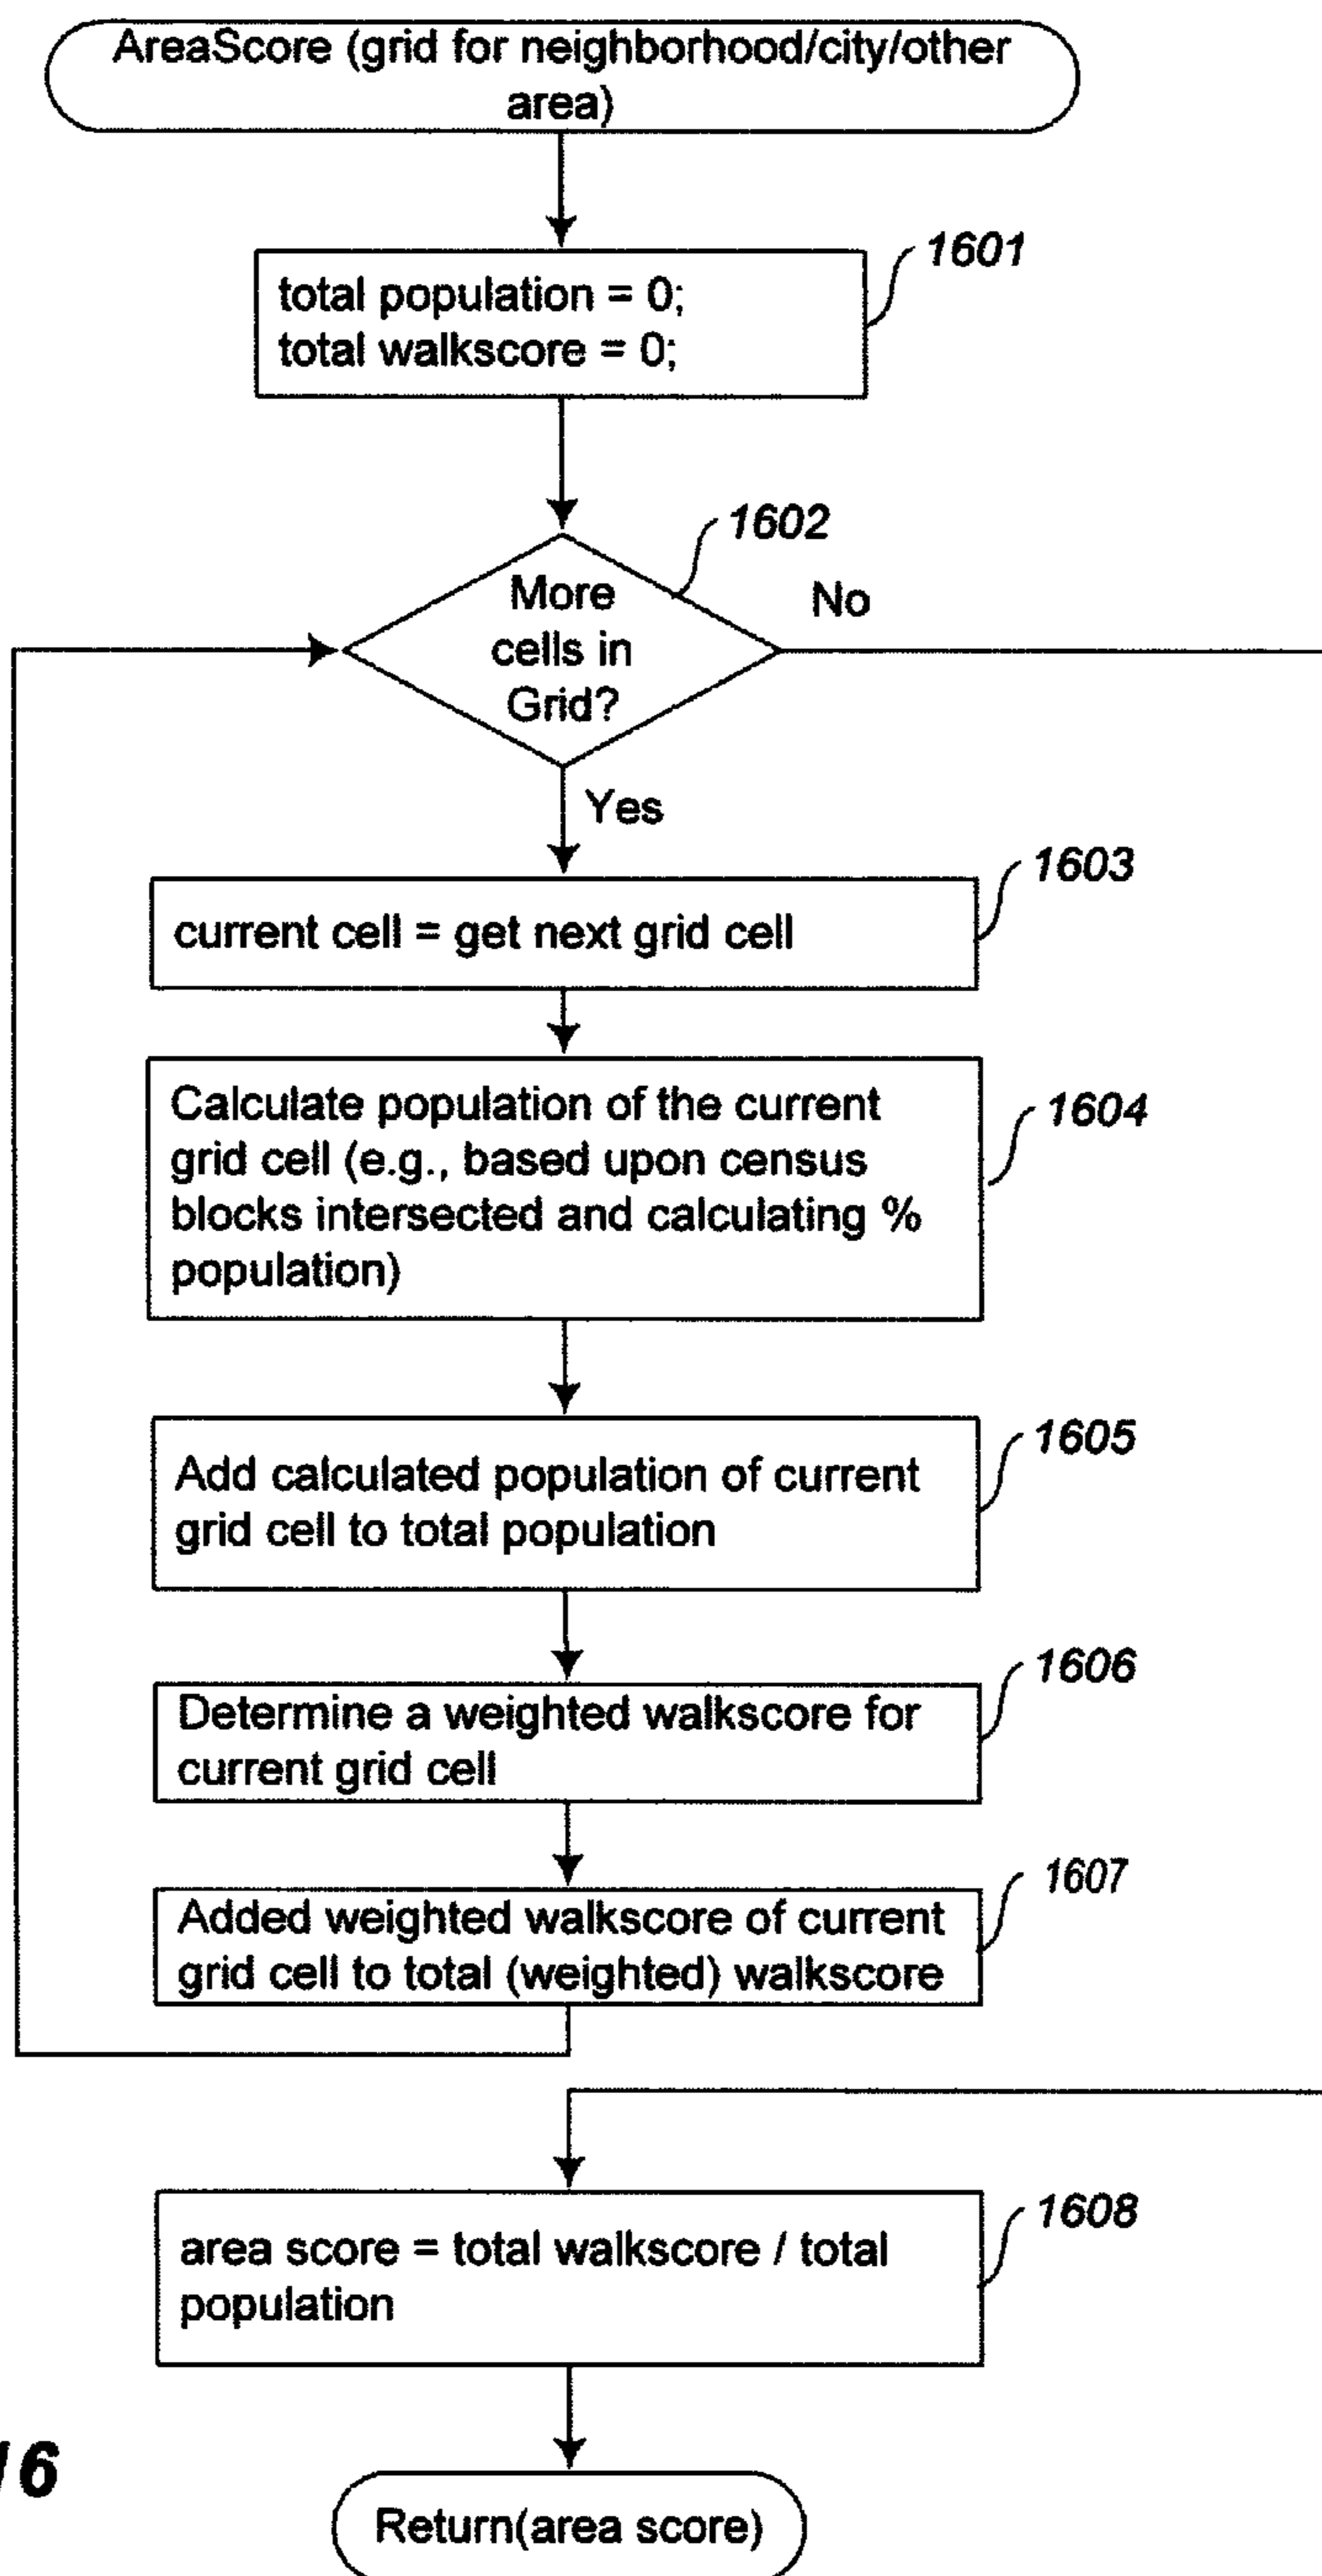 AreaScore (grid for neighborhood/city/other
area)
1601
total population = 0;
total walkscore = 0;
1602
More
cells in
Grid?
No
Yes
1603
current cell = get next grid cell
1604
Calculate population of the current
grid cell (e.g., based upon census
blocks intersected and calculating %
population)
1605
Add calculated population of current
grid cell to total population
1606
Determine a weighted walkscore for
current grid cell
1607
Added weighted walkscore of current
grid cell to total (weighted) walkscore
1608
area score = total walkscore / total
population
16
Return(area score)